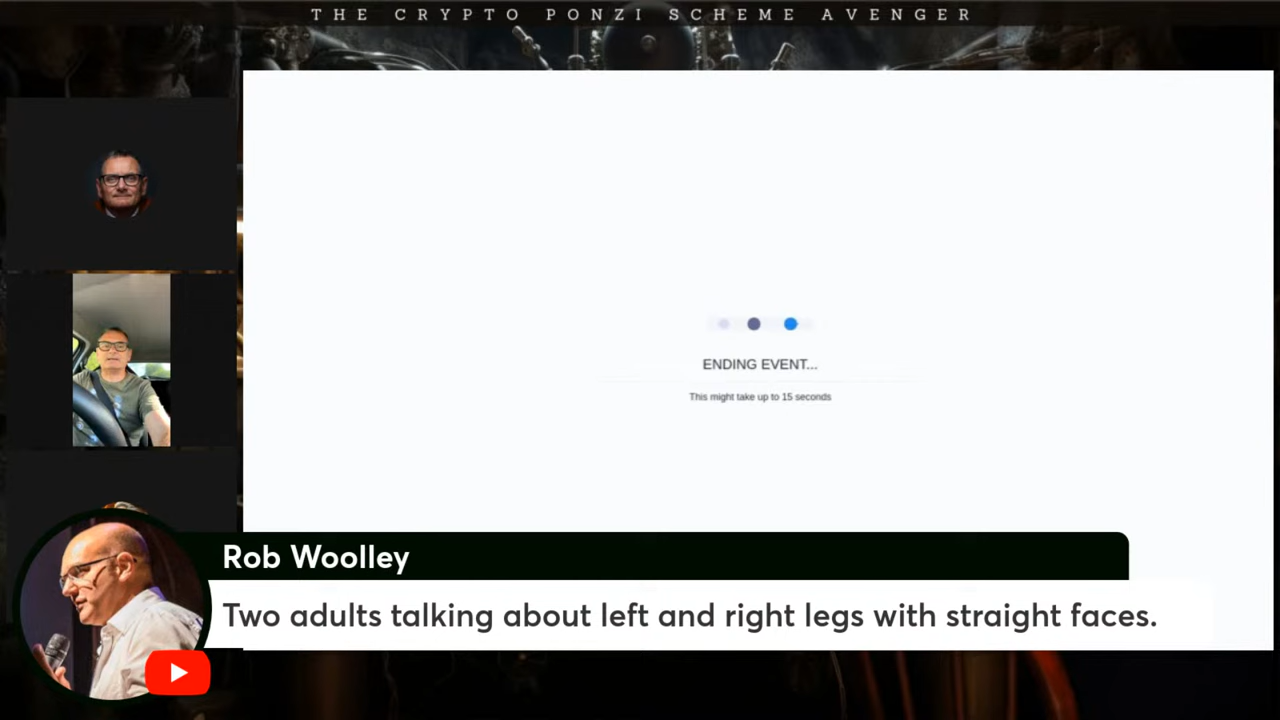 THE CRYPTO PONZI SCHEME AVENGER
ENDING EVENT...
This might take up to 15 seconds
Rob Woolley
Two adults talking about left and right legs with straight faces.